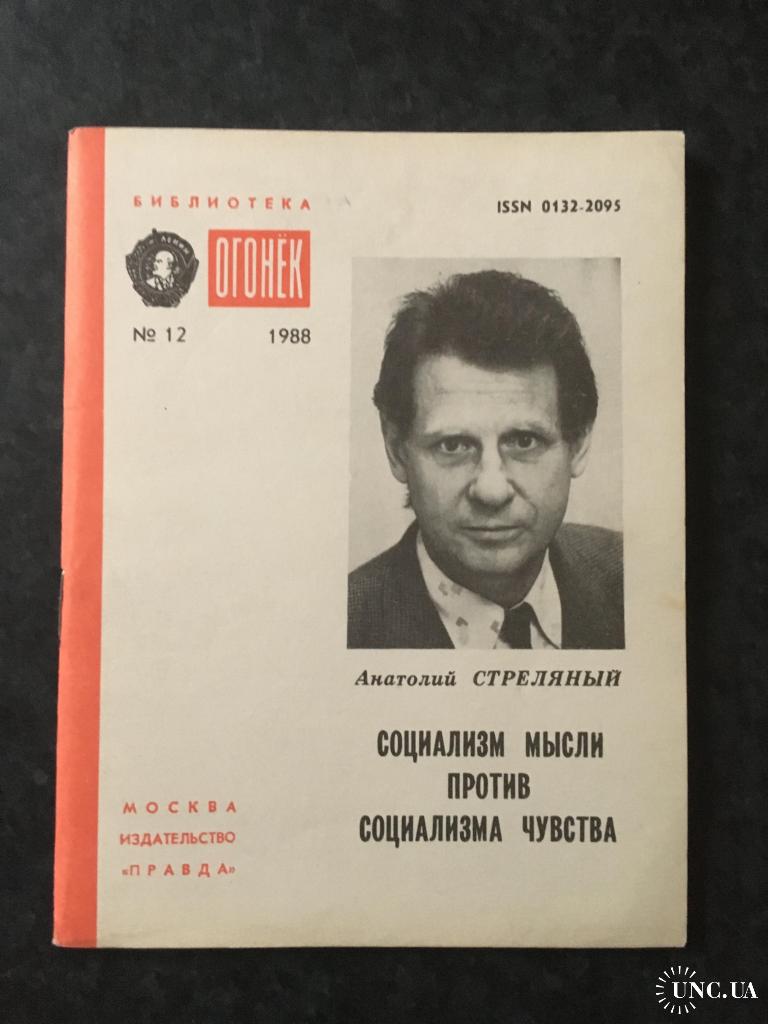 БИБЛИОТЕКА
ISSN 0132-2095
ЛЕНИН
ОГОНЁК
№ 12 1988
Анатолий СТРЕЛЯНЫЙ
СОЦИАЛИЗМ МЫСЛИ
ПРОТИВ
СОЦИАЛИЗМА ЧУВСТВА
МОСКВА
ИЗДАТЕЛЬСТВО
«ПРАВДА»
UNC.UA